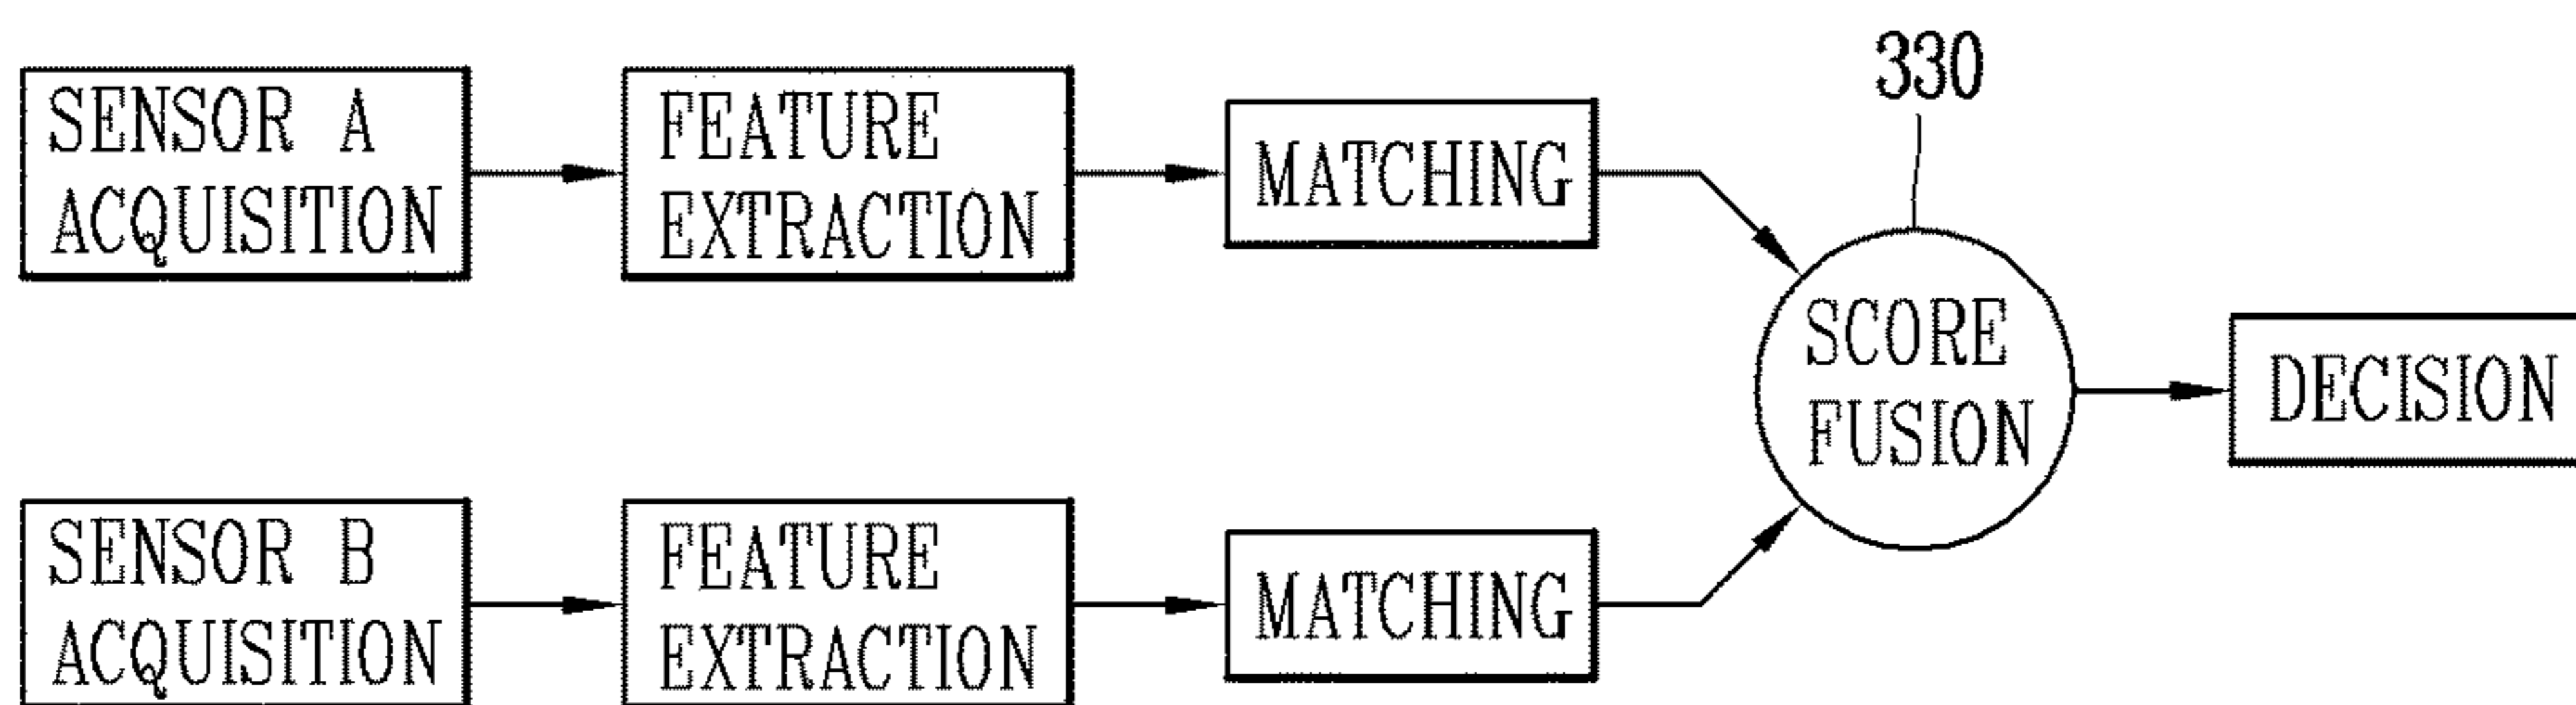 330
SENSOR A
ACQUISITION
FEATURE
EXTRACTION
MATCHING
SCORE
FUSION
DECISION
SENSOR B
ACQUISITION
FEATURE
EXTRACTION
MATCHING